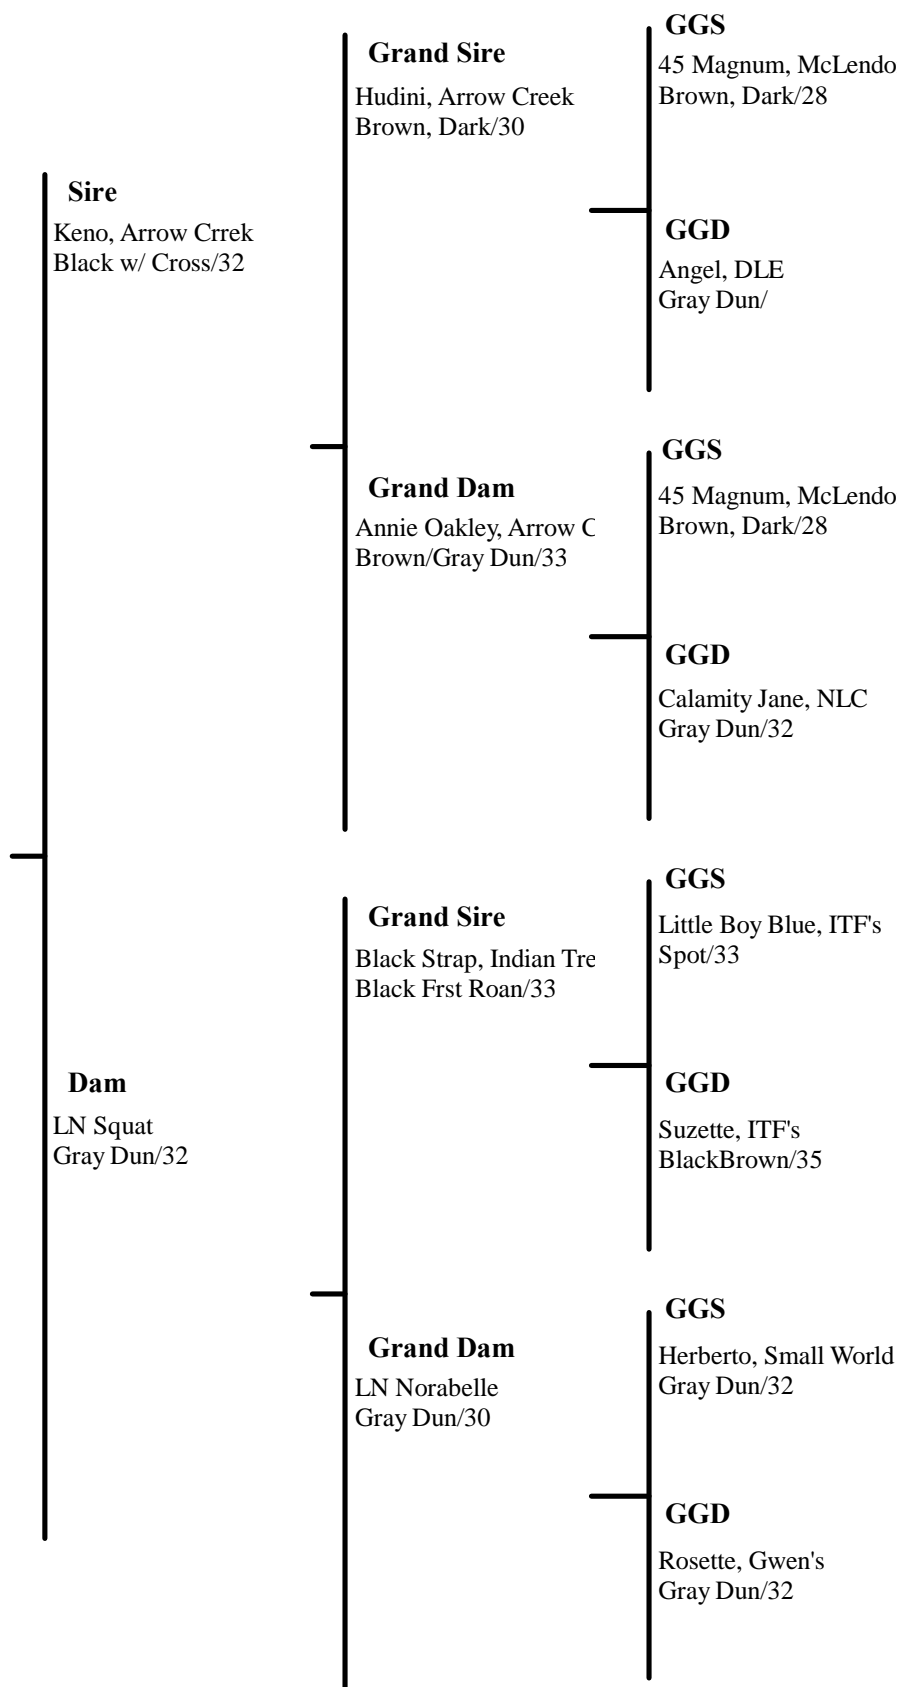 Sire
Keno, Arrow Crrek
Black w/ Cross/32
Dam
LN Squat
Gray Dun/32
Grand Sire
Hudini, Arrow Creek
Brown, Dark/30
Grand Dam
Annie Oakley, Arrow C
Brown/Gray Dun/33
Grand Sire
Black Strap, Indian Tre
Black Frst Roan/33
Grand Dam
LN Norabelle
Gray Dun/30
GGS
45 Magnum, McLendo
Brown, Dark/28
GGD
Angel, DLE
Gray Dun/
GGS
45 Magnum, McLendo
Brown, Dark/28
GGD
Calamity Jane, NLC
Gray Dun/32
GGS
Little Boy Blue, ITF's
Spot/33
GGD
Suzette, ITF's
BlackBrown/35
GGS
Herberto, Small World
Gray Dun/32
GGD
Rosette, Gwen's
Gray Dun/32